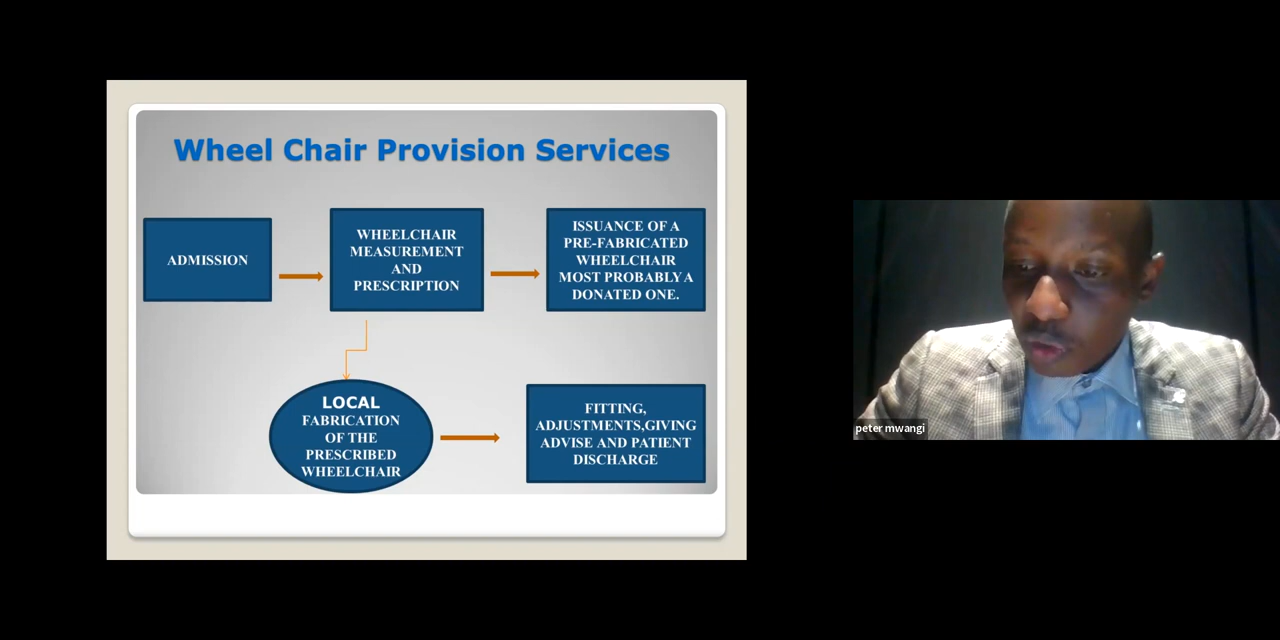 Wheel Chair Provision Services
ADMISSION
WHEELCHAIR
MEASUREMENT
AND
PRESCRIPTION
ISSUANCE OF A
PRE-FABRICATED
WHEELCHAIR
MOST PROBABLY A
DONATED ONE.
LOCAL
FABRICATION
OF THE
PRESCRIBED
WHEELCHAIR
FITTING,
ADJUSTMENTS,GIVING
ADVISE AND PATIENT
DISCHARGE
peter mwangi